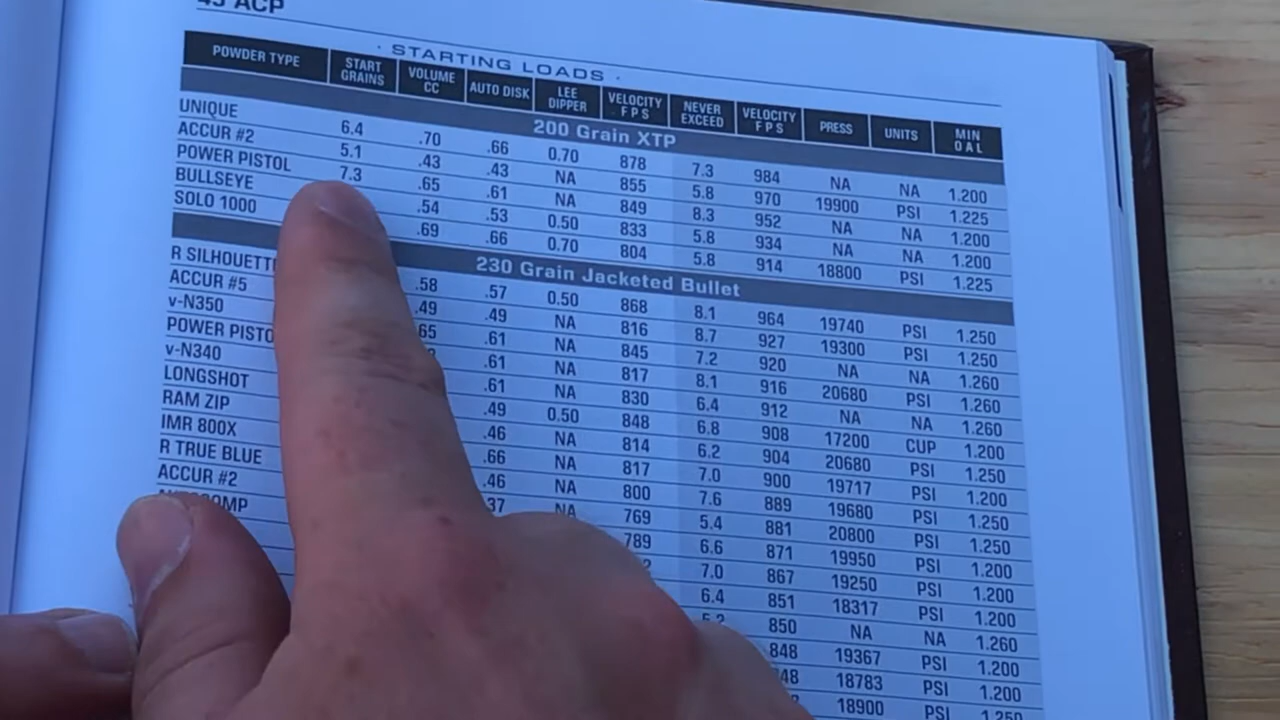 45 ACP
· STARTING LOADS ·
POWDER TYPE START GRAINS VOLUME CC AUTO DISK LEE DIPPER VELOCITY FPS NEVER EXCEED VELOCITY FPS PRESS UNITS MIN OAL
200 Grain XTP
UNIQUE 6.4 .70 .66 0.70 878 7.3 984 NA NA 1.200
ACCUR #2 5.1 .43 .43 NA 855 5.8 970 19900 PSI 1.225
POWER PISTOL 7.3 .65 .61 NA 849 8.3 952 NA NA 1.200
BULLSEYE .54 .53 0.50 833 5.8 934 NA NA 1.200
SOLO 1000 .69 .66 0.70 804 5.8 914 18800 PSI 1.225
230 Grain Jacketed Bullet
R SILHOUETT .58 .57 0.50 868 8.1 964 19740 PSI 1.250
ACCUR #5 .49 .49 NA 816 8.7 927 19300 PSI 1.250
v-N350 65 .61 NA 845 7.2 920 NA NA 1.260
POWER PISTO .61 NA 817 8.1 916 20680 PSI 1.260
v-N340 .61 NA 830 6.4 912 NA NA 1.260
LONGSHOT .49 0.50 848 6.8 908 17200 CUP 1.200
RAM ZIP .46 NA 814 6.2 904 20680 PSI 1.250
IMR 800X .66 NA 817 7.0 900 19717 PSI 1.200
R TRUE BLUE .46 NA 800 7.6 889 19680 PSI 1.250
ACCUR #2 37 NA 769 5.4 881 20800 PSI 1.250
789 6.6 871 19950 PSI 1.200
7.0 867 19250 PSI 1.200
6.4 851 18317 PSI 1.200
850 NA NA 1.260
848 19367 PSI 1.200
48 18783 PSI 1.200
18900 PSI 1.250